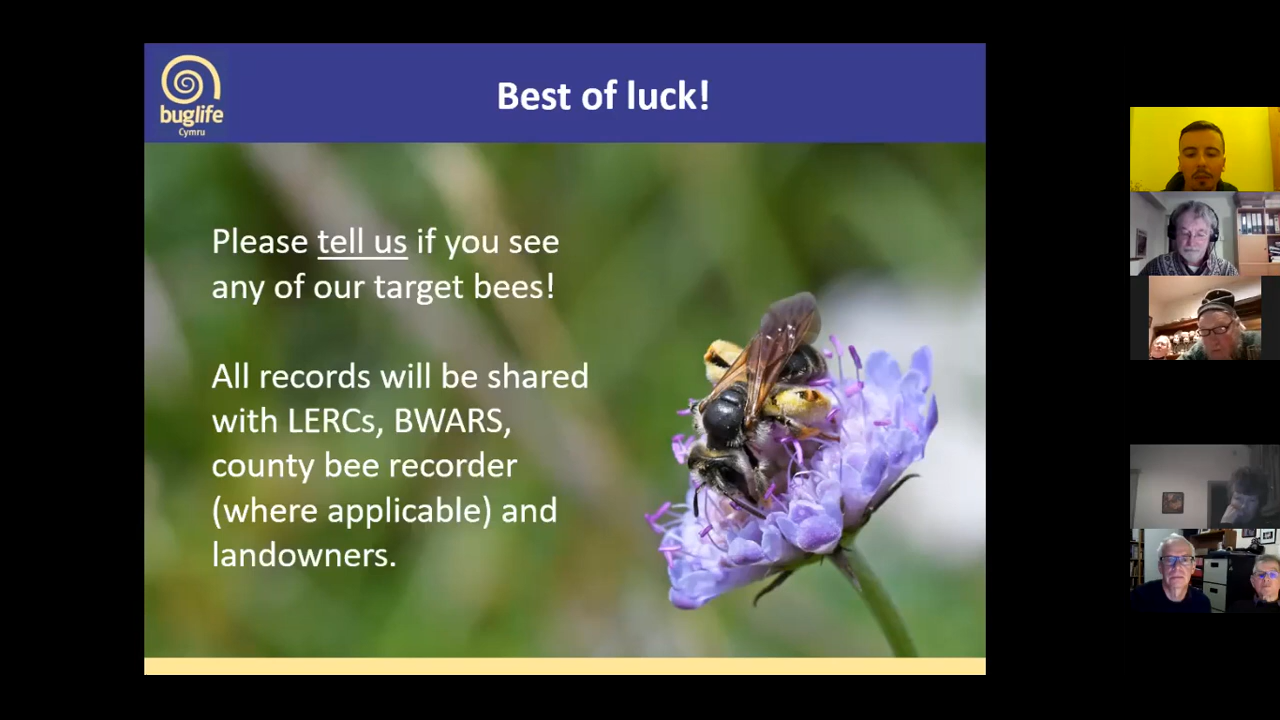 buglife
Cymru
Best of luck!
Please tell us if you see
any of our target bees!
All records will be shared
with LERCs, BWARS,
county bee recorder
(where applicable) and
landowners.